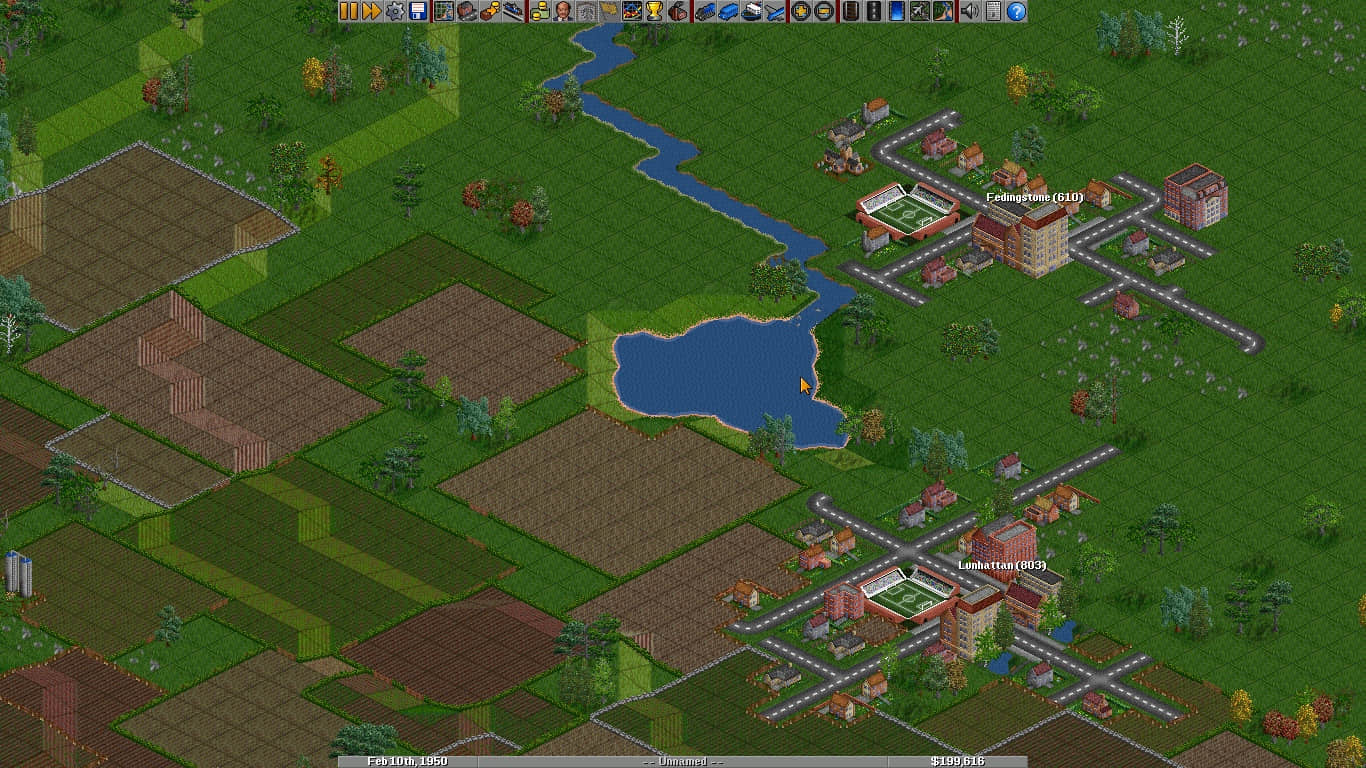 Fedingstone (610)
Lunhattan (803)
Feb 10th, 1950
-- Unnamed --
$199,616